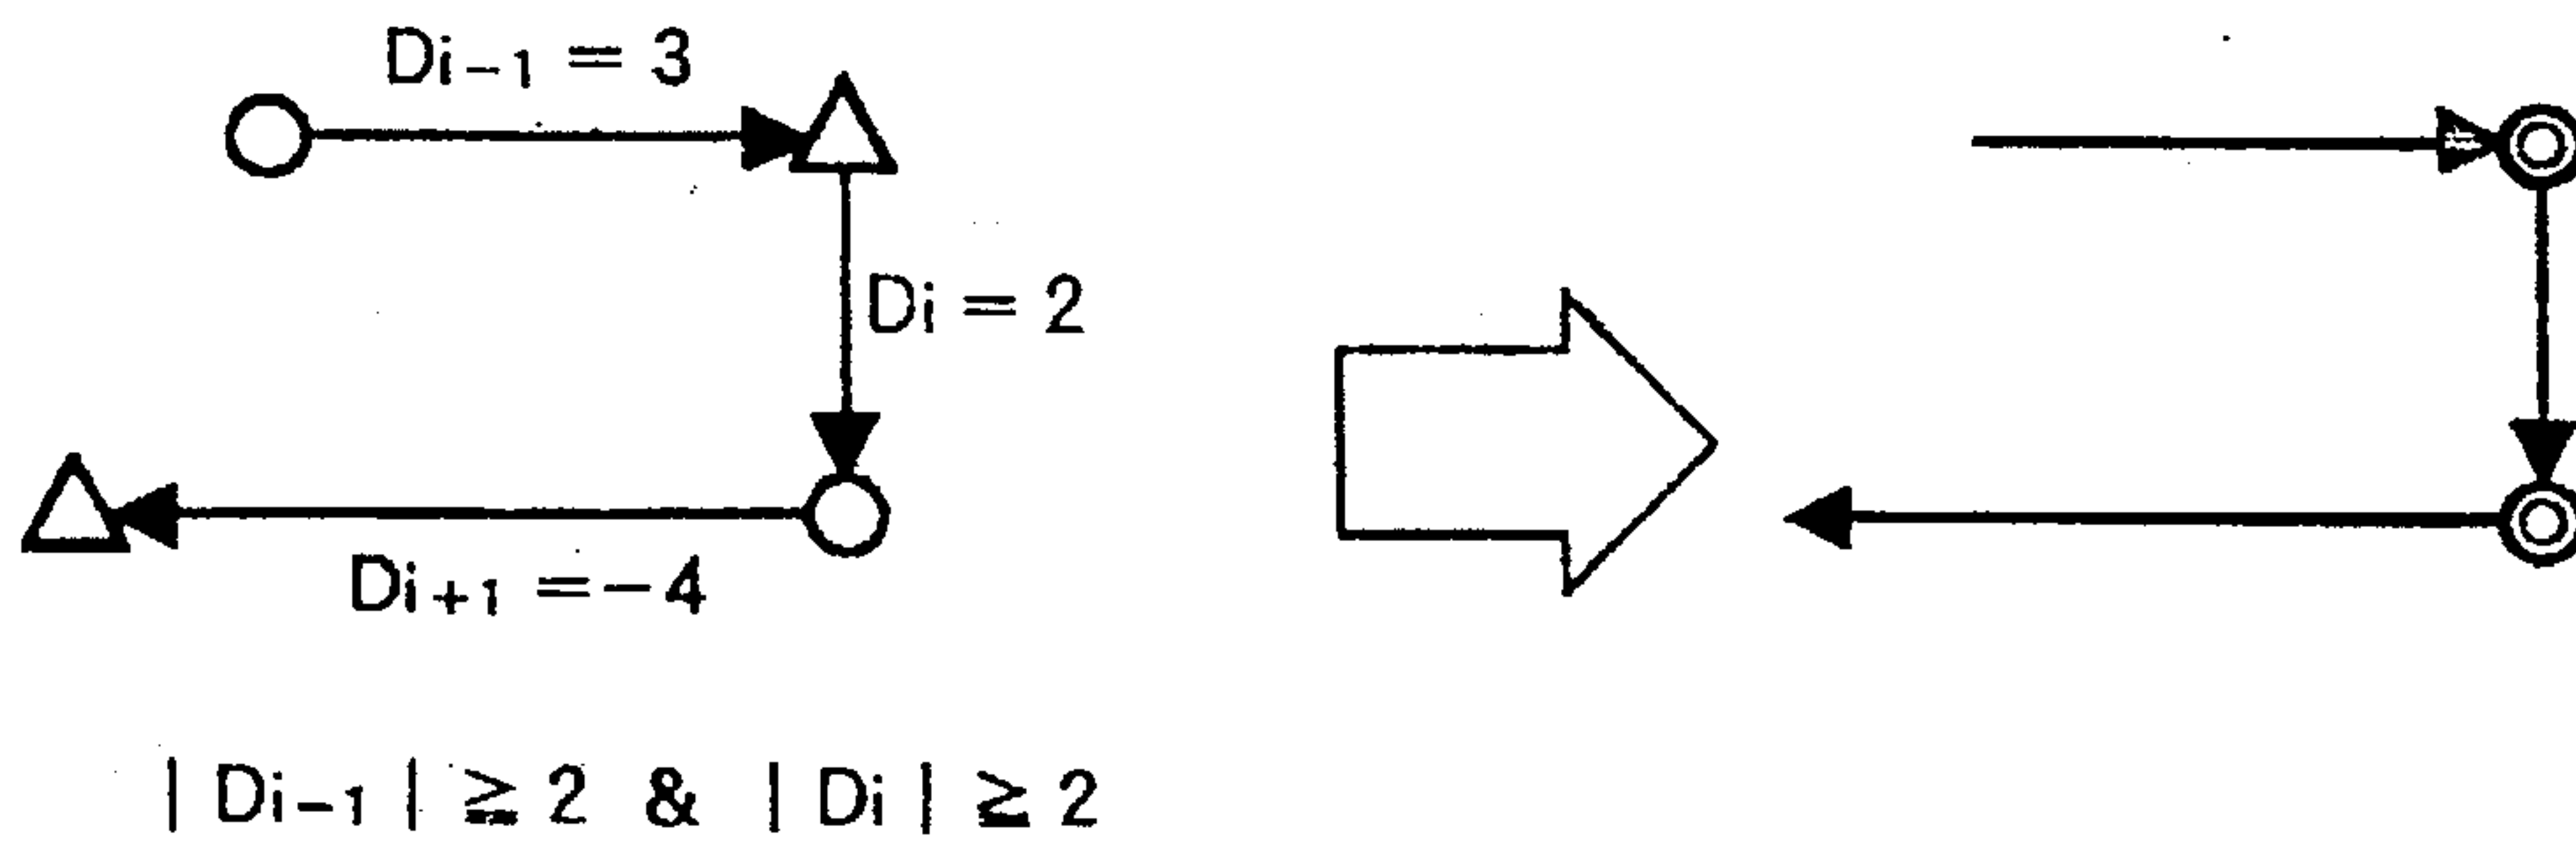 Di−1 = 3
Di = 2
Di+1 = −4
| Di−1 | ≧ 2 & | Di | ≧ 2